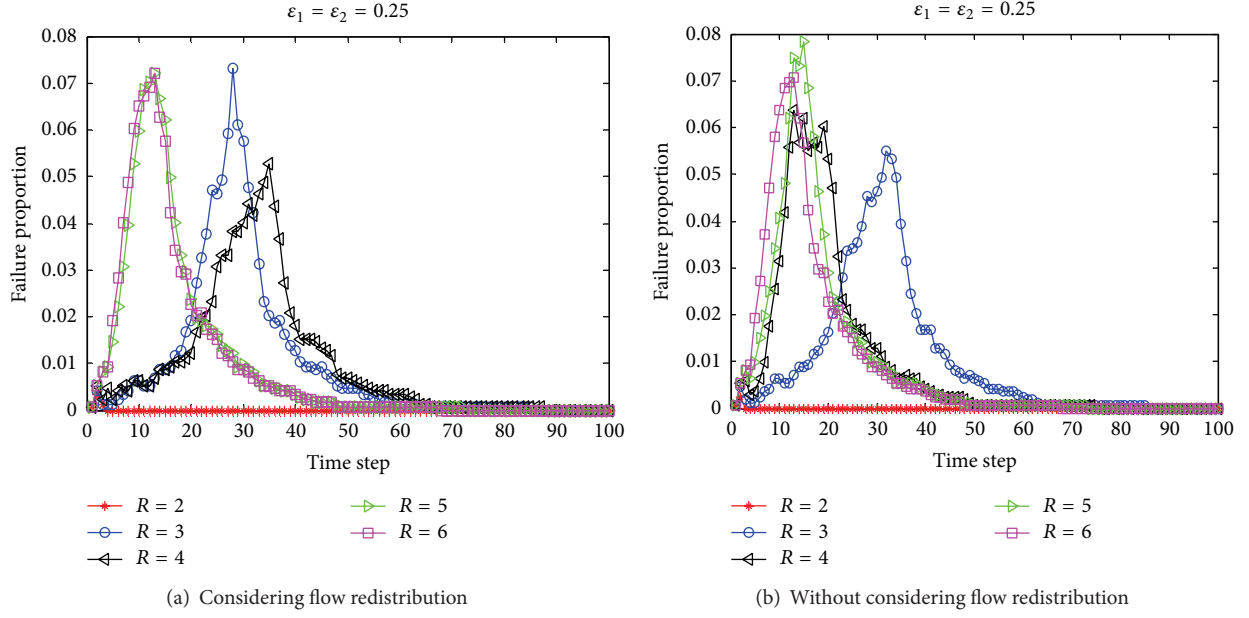 ε₁ = ε₂ = 0.25
0.08
0.07
0.06
0.05
0.04
0.03
0.02
0.01
0
Failure proportion
0 10 20 30 40 50 60 70 80 90 100
Time step
R = 2
R = 3
R = 4
R = 5
R = 6
(a) Considering flow redistribution
ε₁ = ε₂ = 0.25
0.08
0.07
0.06
0.05
0.04
0.03
0.02
0.01
0
Failure proportion
0 10 20 30 40 50 60 70 80 90 100
Time step
R = 2
R = 3
R = 4
R = 5
R = 6
(b) Without considering flow redistribution